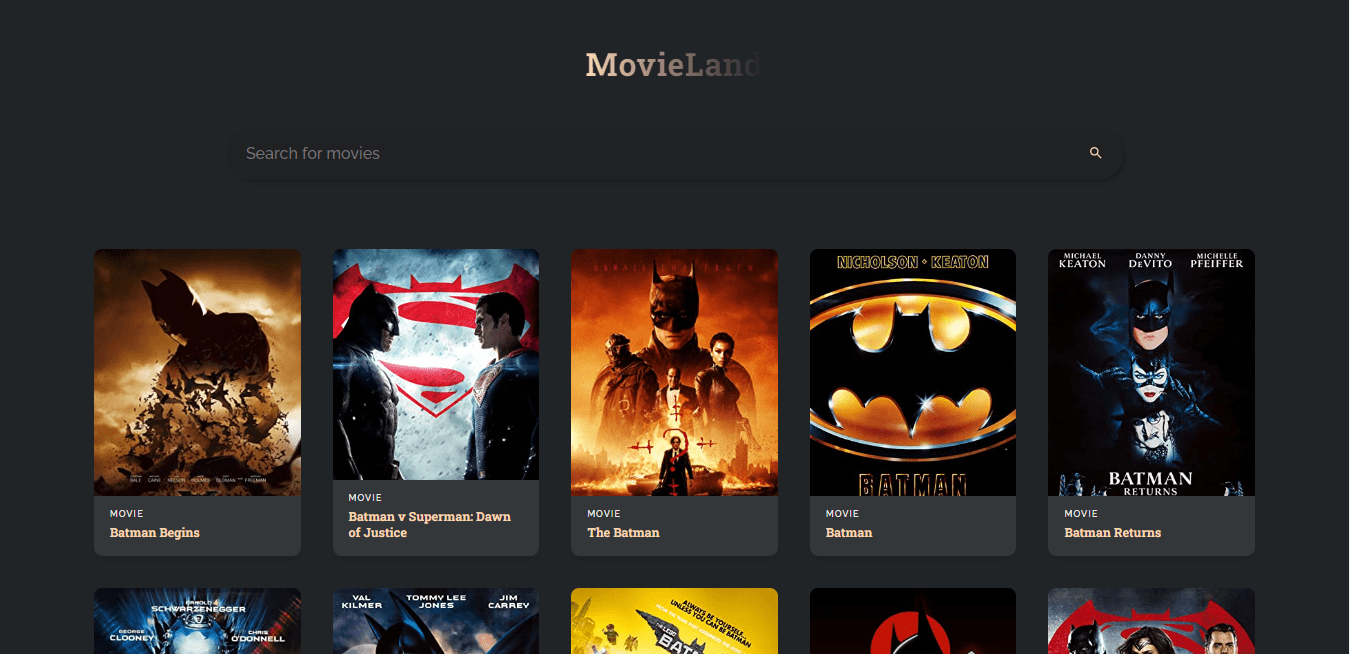 MovieLand
Search for movies
NICHOLSON • KEATON
BATMAN
MICHAEL KEATON
DANNY DeVITO
MICHELLE PFEIFFER
BATMAN
RETURNS
MOVIE
Batman Begins
MOVIE
Batman v Superman: Dawn
of Justice
MOVIE
The Batman
MOVIE
Batman
MOVIE
Batman Returns
ARNOLD
SCHWARZENEGGER
GEORGE
CLOONEY
CHRIS
O'DONNELL
VAL
KILMER
TOMMY LEE
JONES
JIM
CARREY
ALWAYS BE YOURSELF...
UNLESS YOU CAN BE BATMAN